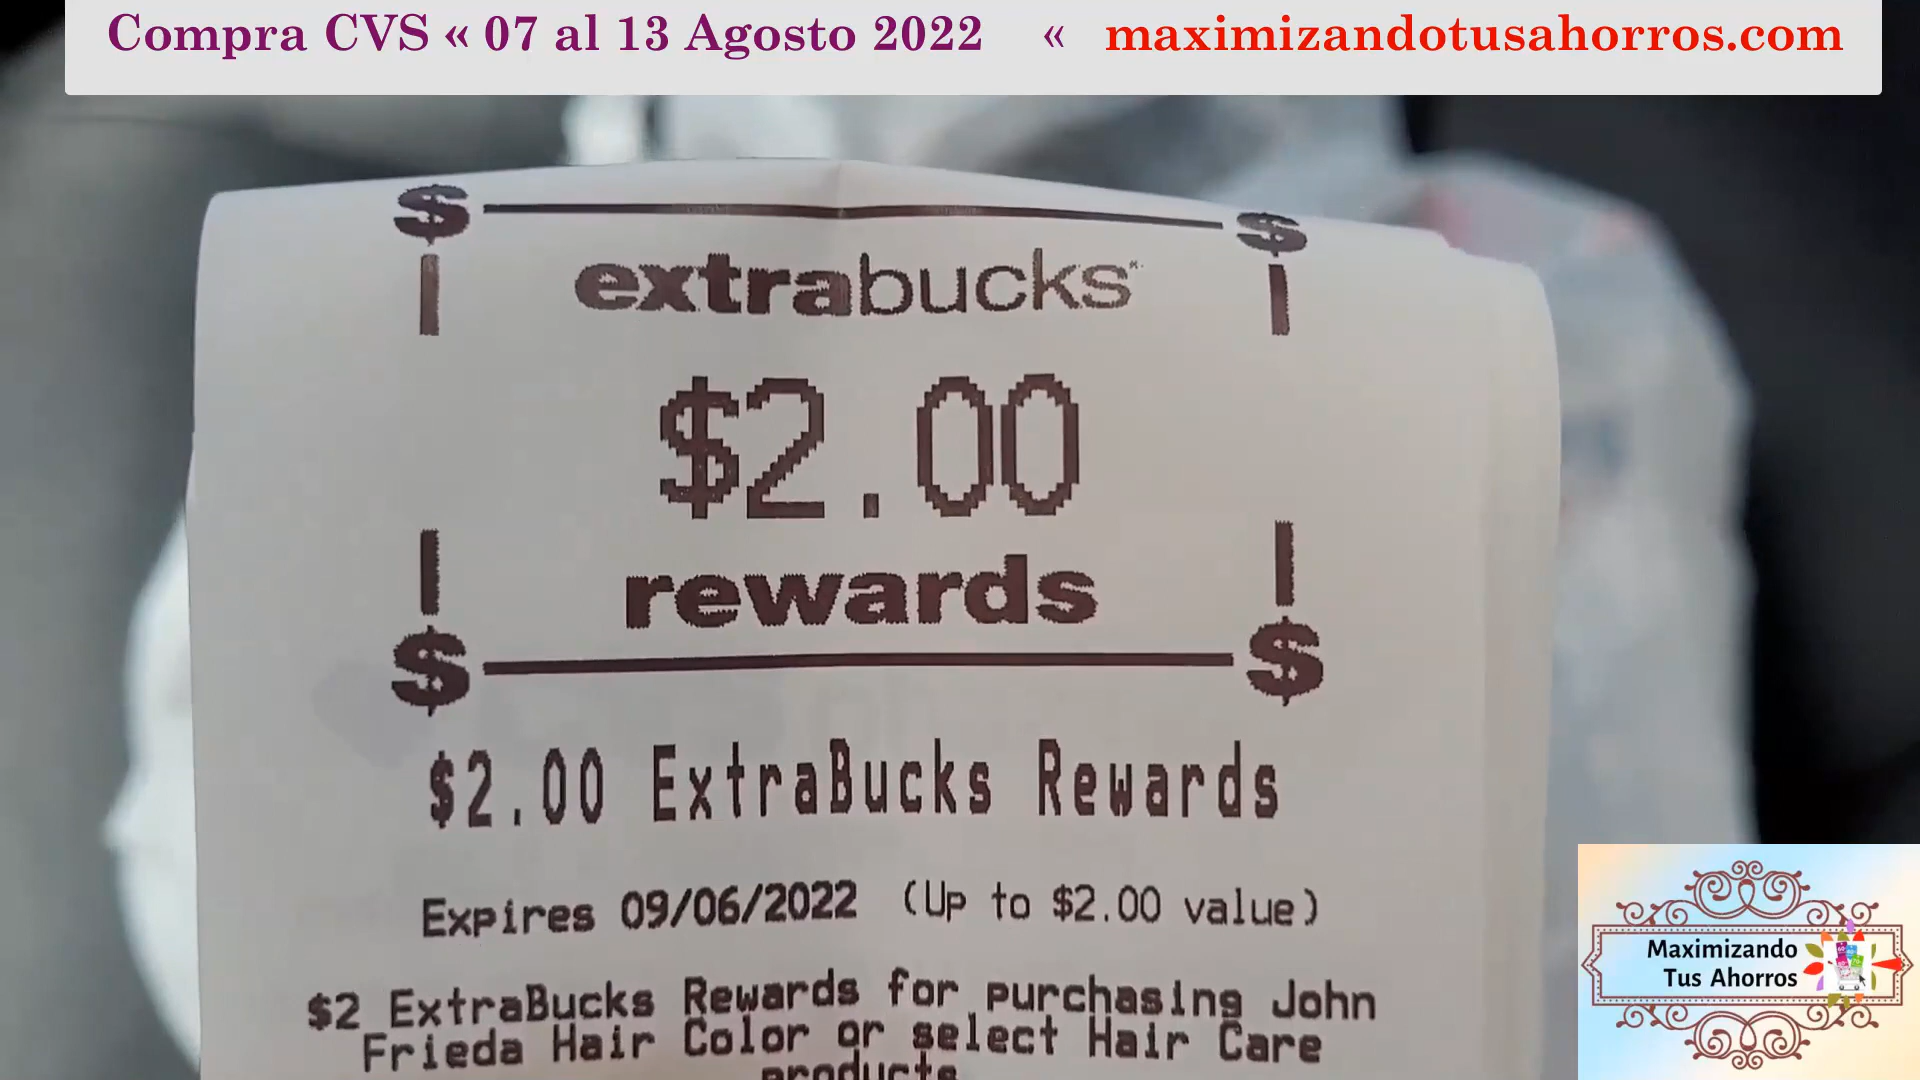 Compra CVS « 07 al 13 Agosto 2022 « maximizandotusahorros.com
$ $
extrabucks
$2.00
rewards
$ $
$2.00 ExtraBucks Rewards
Expires 09/06/2022 (Up to $2.00 value)
$2 ExtraBucks Rewards for purchasing John
Frieda Hair Color or select Hair Care
products
Maximizando
Tus Ahorros